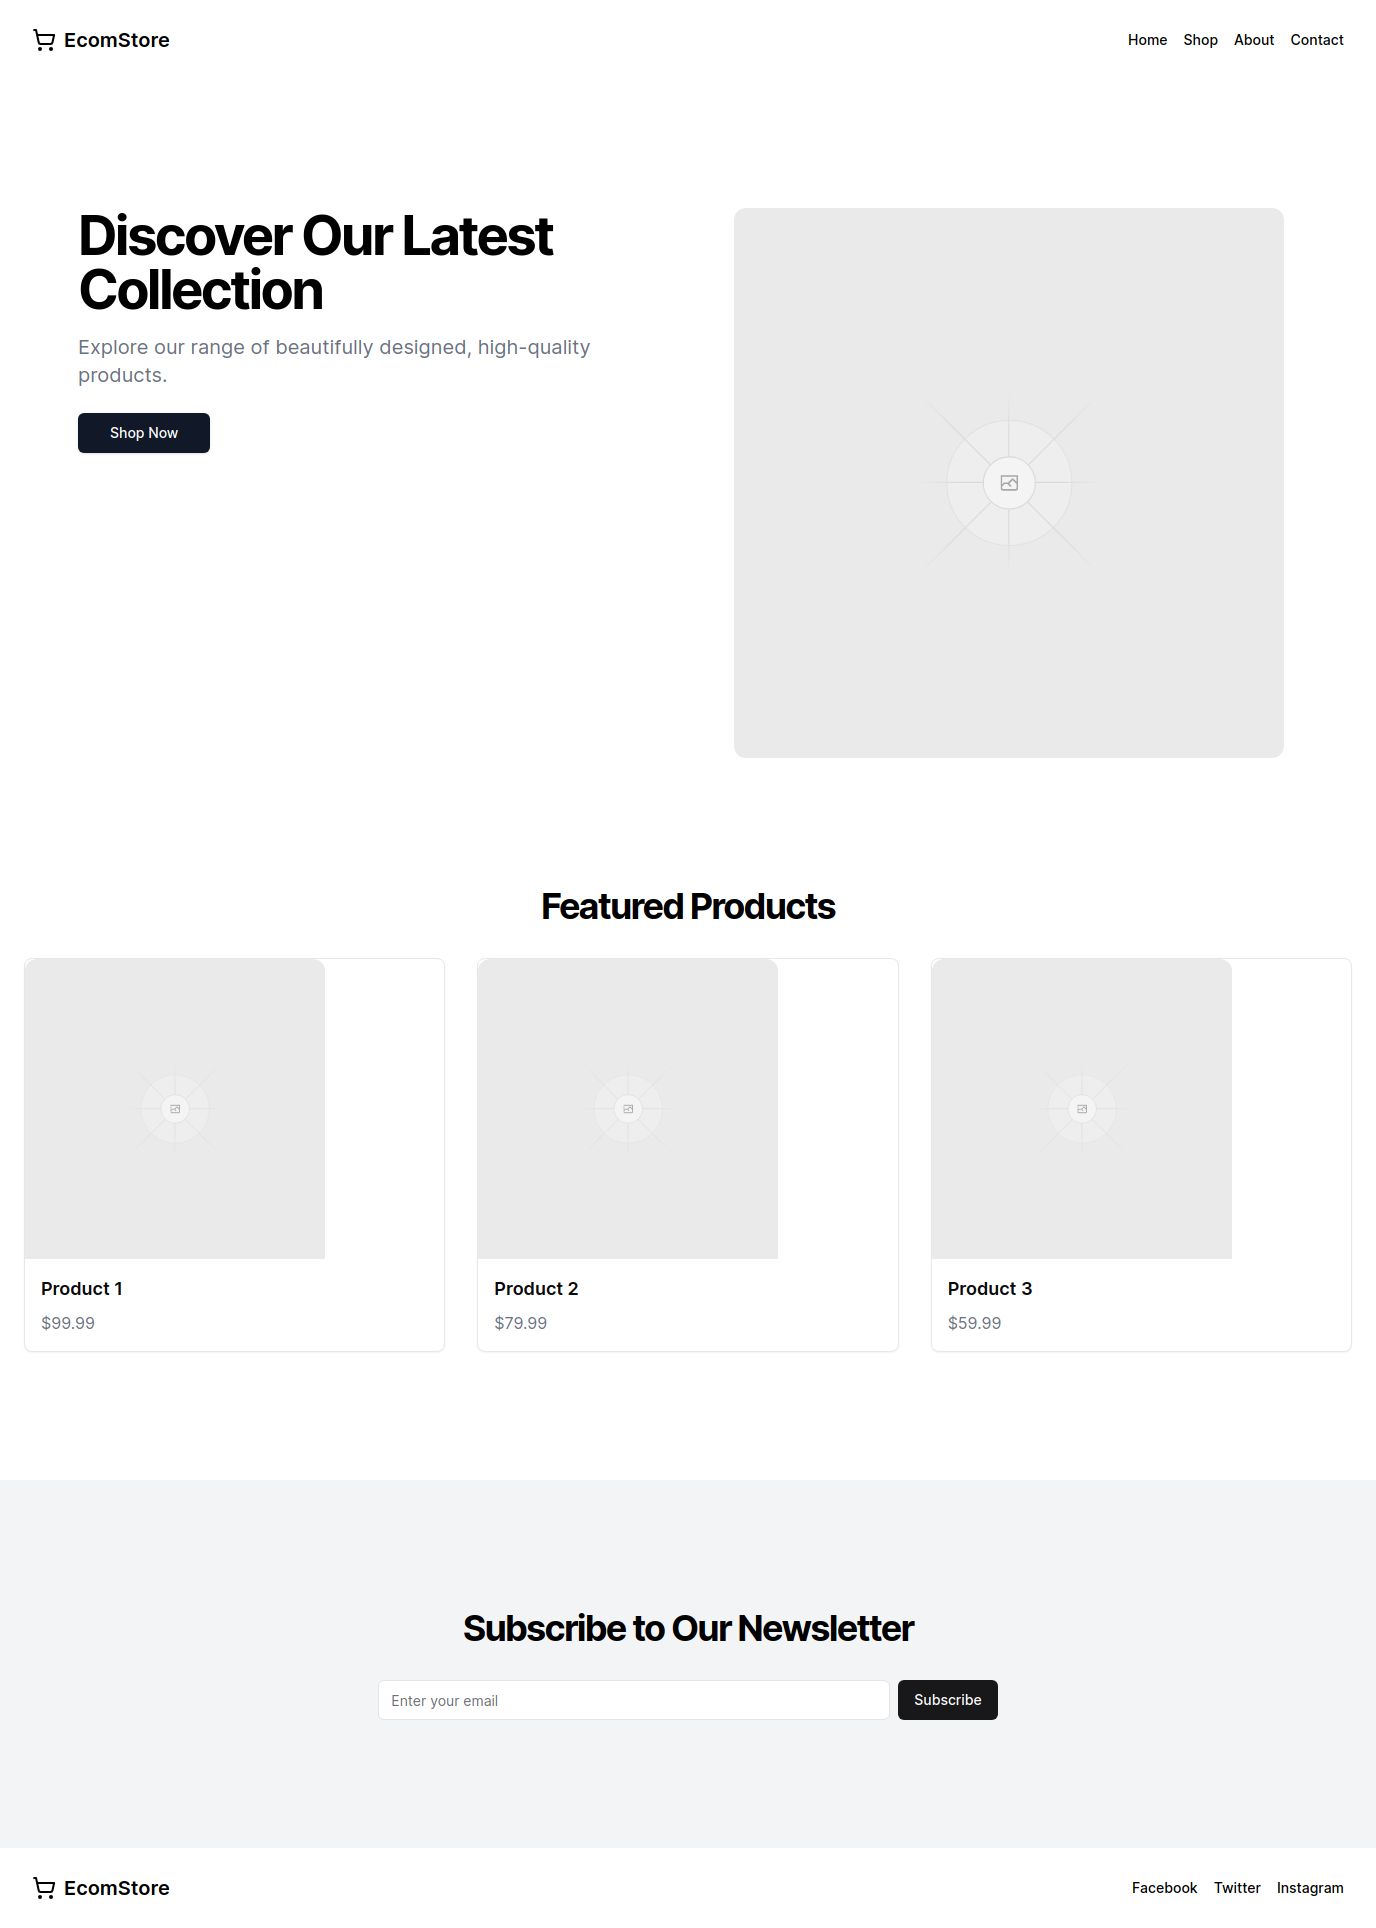 EcomStore
Home Shop About Contact
Discover Our Latest
Collection
Explore our range of beautifully designed, high-quality
products.
Shop Now
Featured Products
Product 1
$99.99
Product 2
$79.99
Product 3
$59.99
Subscribe to Our Newsletter
Enter your email
Subscribe
EcomStore
Facebook Twitter Instagram